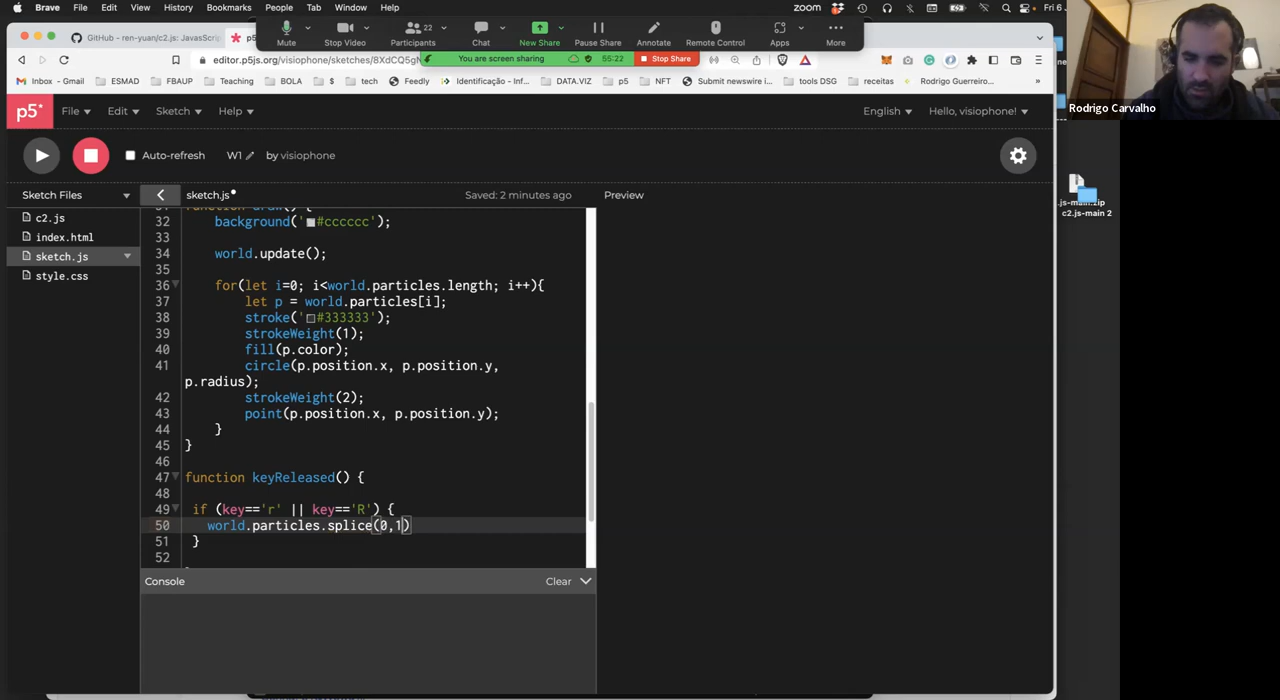 Brave File Edit View History Bookmarks People Tab Window Help
zoom
Fri 6
GitHub - ren-yuan/c2.js: JavaScri
Mute Stop Video Participants 22 Chat New Share Pause Share Annotate Remote Control Apps More
editor.p5js.org/visiophone/sketches/8XdCQ5g
You are screen sharing 55:22 Stop Share
Inbox - Gmail ESMAD FBAUP Teaching BOLA $ tech Feedly Identificação - Inf... DATA.VIZ p5 NFT Submit newswire i... tools DSG receitas Rodrigo Guerreiro... »
Rodrigo Carvalho
p5* File Edit Sketch Help English Hello, visiophone!
Auto-refresh W1 by visiophone
Sketch Files sketch.js Saved: 2 minutes ago Preview
c2.js
index.html
sketch.js
style.css
.js-main.zip
c2.js-main 2
32 background('#cccccc');
33
34 world.update();
35
36 for(let i=0; i<world.particles.length; i++){
37 let p = world.particles[i];
38 stroke('#333333');
39 strokeWeight(1);
40 fill(p.color);
41 circle(p.position.x, p.position.y,
p.radius);
42 strokeWeight(2);
43 point(p.position.x, p.position.y);
44 }
45 }
46
47 function keyReleased() {
48
49 if (key=='r' || key=='R') {
50 world.particles.splice(0,1)
51 }
52
Console Clear